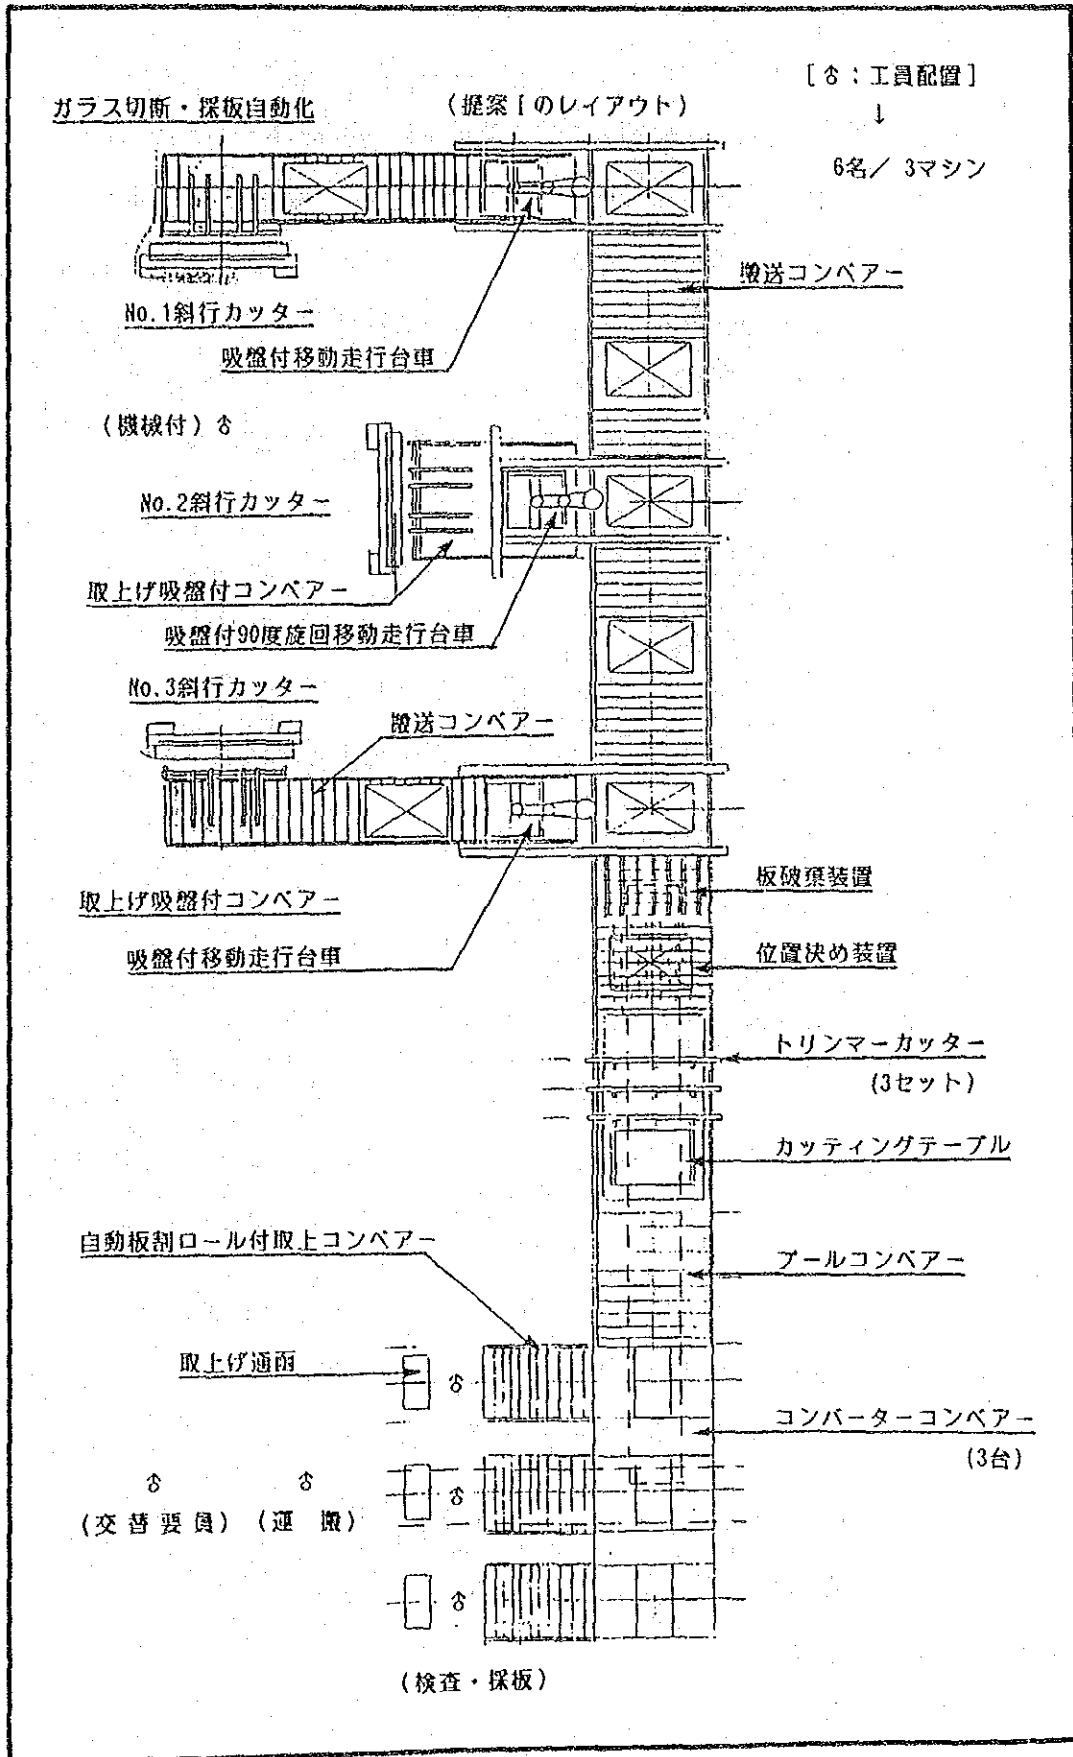 [♁：工員配置]
ガラス切断・採板自動化
(提案Iのレイアウト)
↓
6名／ 3マシン
搬送コンベアー
No.1斜行カッター
吸盤付移動走行台車
(機械付) ♁
No.2斜行カッター
取上げ吸盤付コンベアー
吸盤付90度旋回移動走行台車
No.3斜行カッター
搬送コンベアー
板破棄装置
取上げ吸盤付コンベアー
吸盤付移動走行台車
位置決め装置
トリンマーカッター
(3セット)
カッティングテーブル
自動板割ロール付取上コンベアー
プールコンベアー
取上げ通函
♁
コンバーターコンベアー
(3台)
♁ ♁ ♁
(交替要員) (運 搬)
♁
(検査・採板)